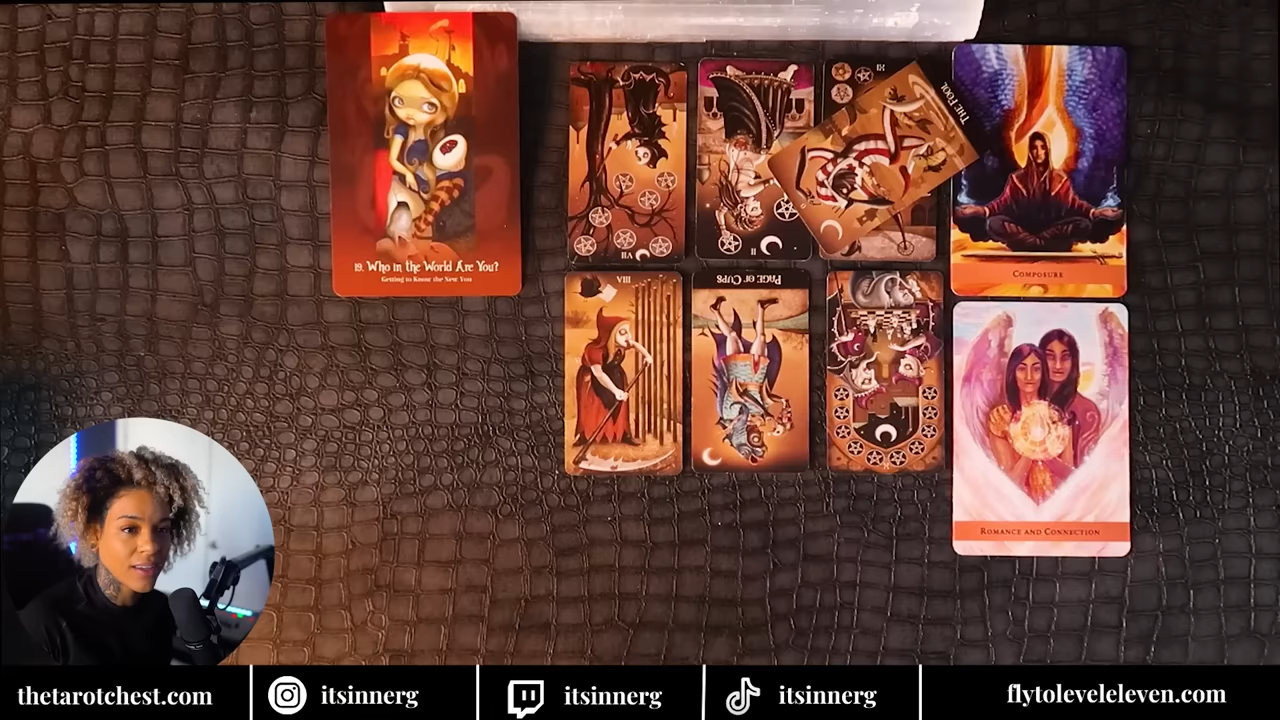 19. Who in the World Are You?
Getting to Know the New You
VII
II
IX
The Fool
Composure
VIII
Page of Cups
Romance and Connection
thetarotchest.com
itsinnerg
itsinnerg
itsinnerg
flytoleveleleven.com